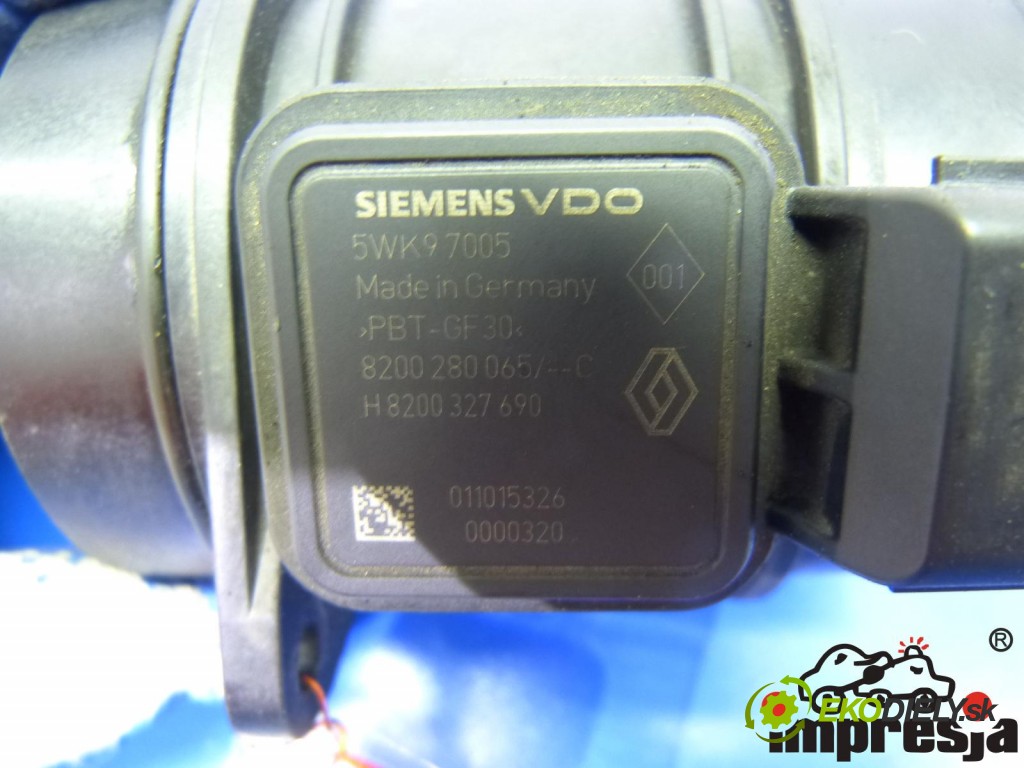 SIEMENS VDO
5WK9 7005
001
Made in Germany
›PBT-GF30‹
8200 280 065/--C
H 8200 327 690
011015326
0000320
®
EKODIELY.sk
impresja